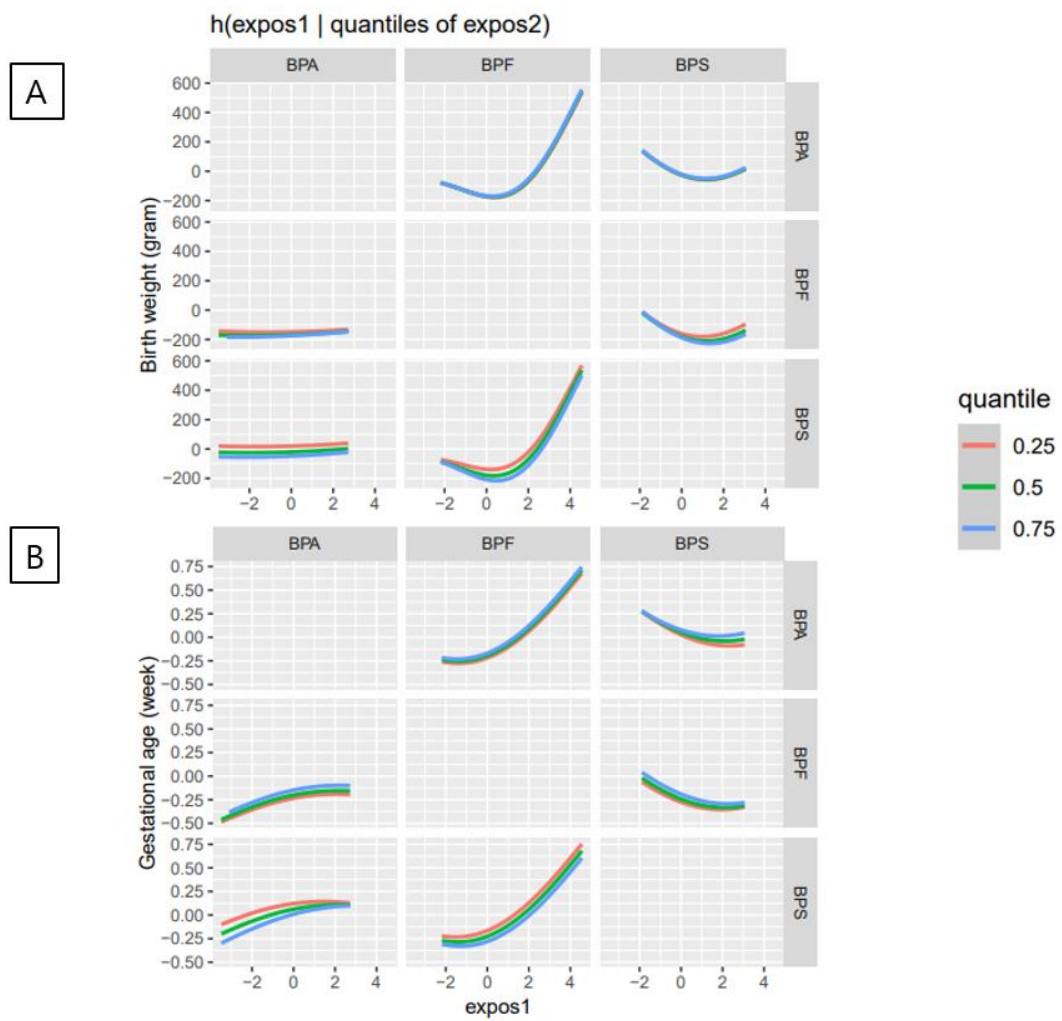 h(expos1 | quantiles of expos2)
A
BPA BPF BPS
Birth weight (gram)
600
400
200
0
−200
BPA
600
400
200
0
−200
BPF
600
400
200
0
−200
BPS
−2 0 2 4 −2 0 2 4 −2 0 2 4
quantile
0.25
0.5
0.75
B
BPA BPF BPS
Gestational age (week)
0.75
0.50
0.25
0.00
−0.25
−0.50
BPA
0.75
0.50
0.25
0.00
−0.25
−0.50
BPF
0.75
0.50
0.25
0.00
−0.25
−0.50
BPS
−2 0 2 4 −2 0 2 4 −2 0 2 4
expos1